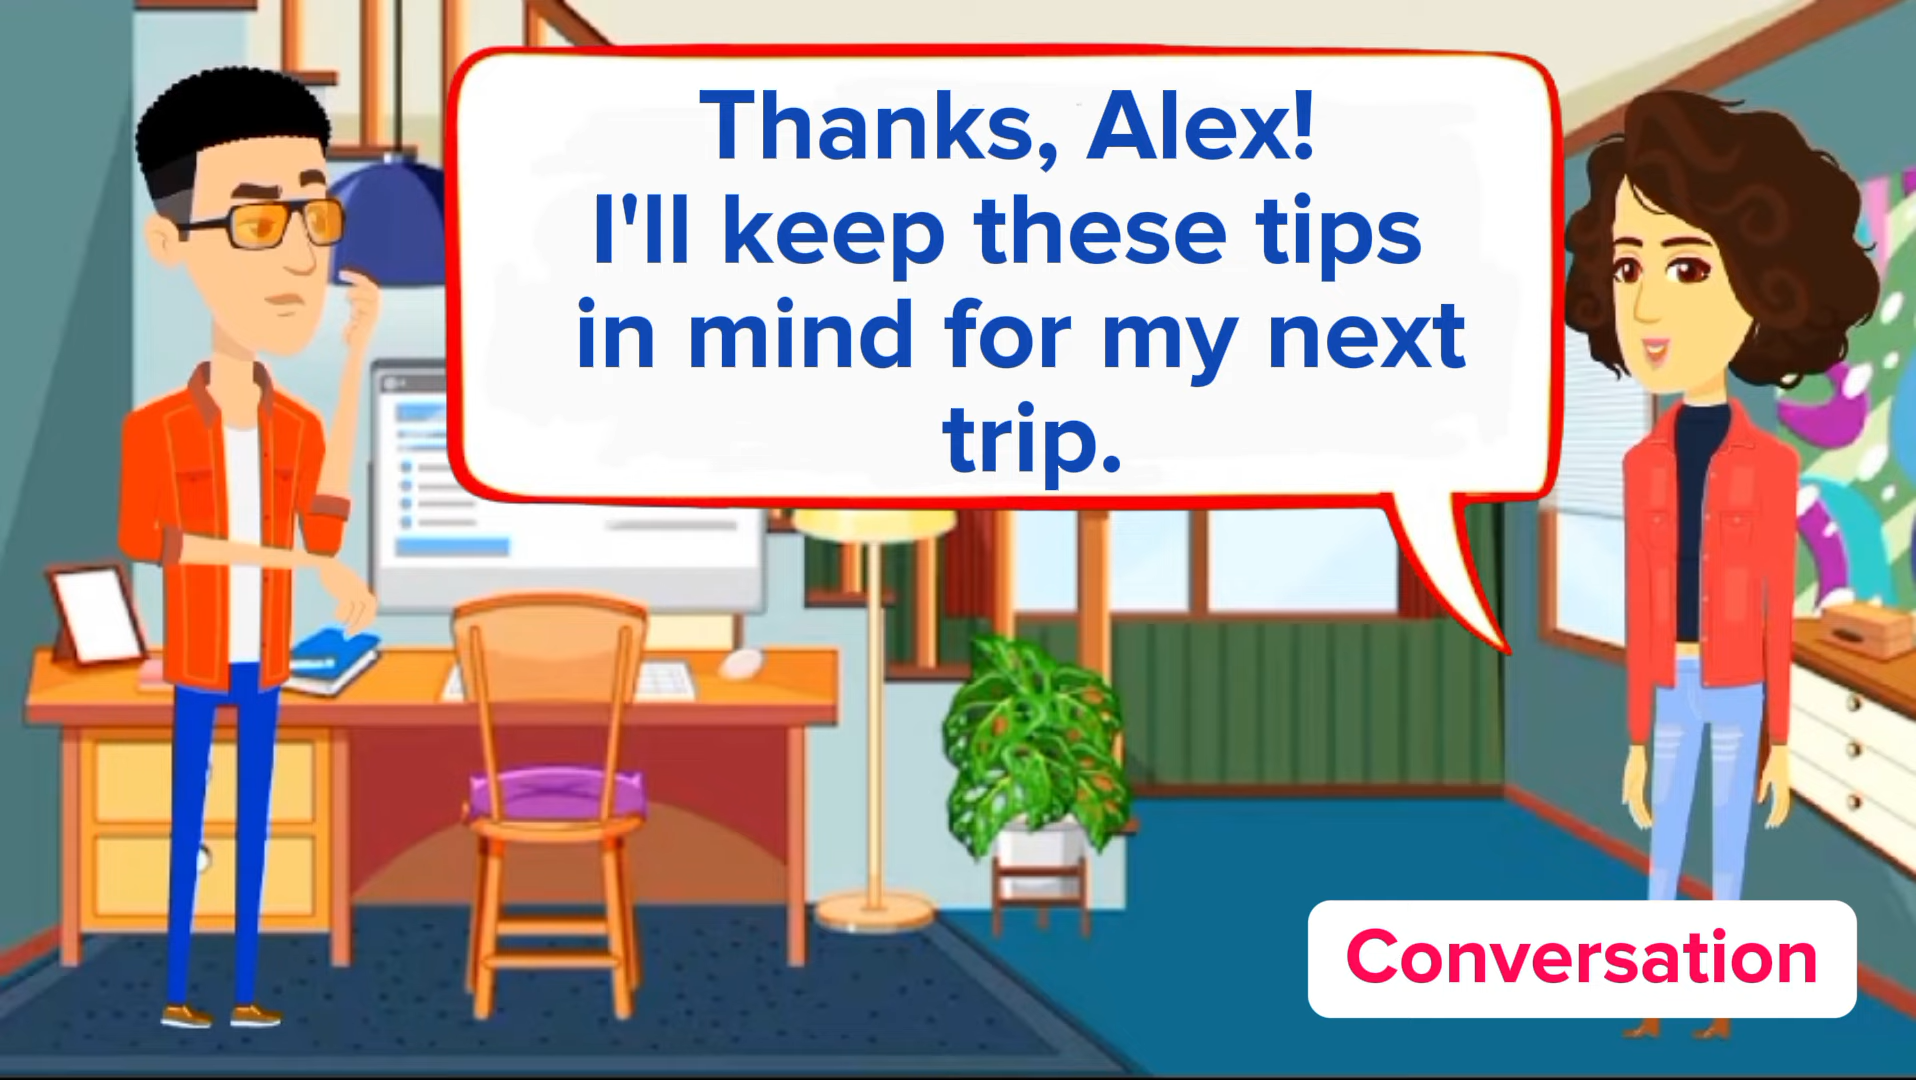 Thanks, Alex!
I'll keep these tips
in mind for my next
trip.
Conversation